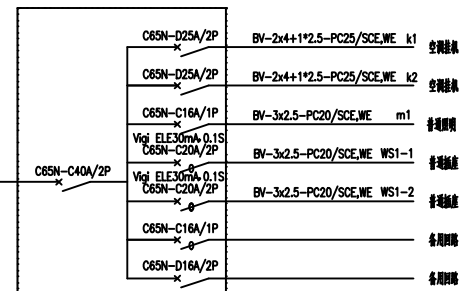 C65N-D25A/2P BV-2x4+1*2.5-PC25/SCE,WE k1 空调挂机
C65N-D25A/2P BV-2x4+1*2.5-PC25/SCE,WE k2 空调挂机
C65N-C16A/1P BV-3x2.5-PC20/SCE,WE m1 普通照明
Vigi ELE30mA,0.1S
C65N-C20A/2P BV-3x2.5-PC20/SCE,WE WS1-1 普通插座
C65N-C40A/2P
Vigi ELE30mA,0.1S
C65N-C20A/2P BV-3x2.5-PC20/SCE,WE WS1-2 普通插座
C65N-C16A/1P 备用回路
C65N-D16A/2P 备用回路